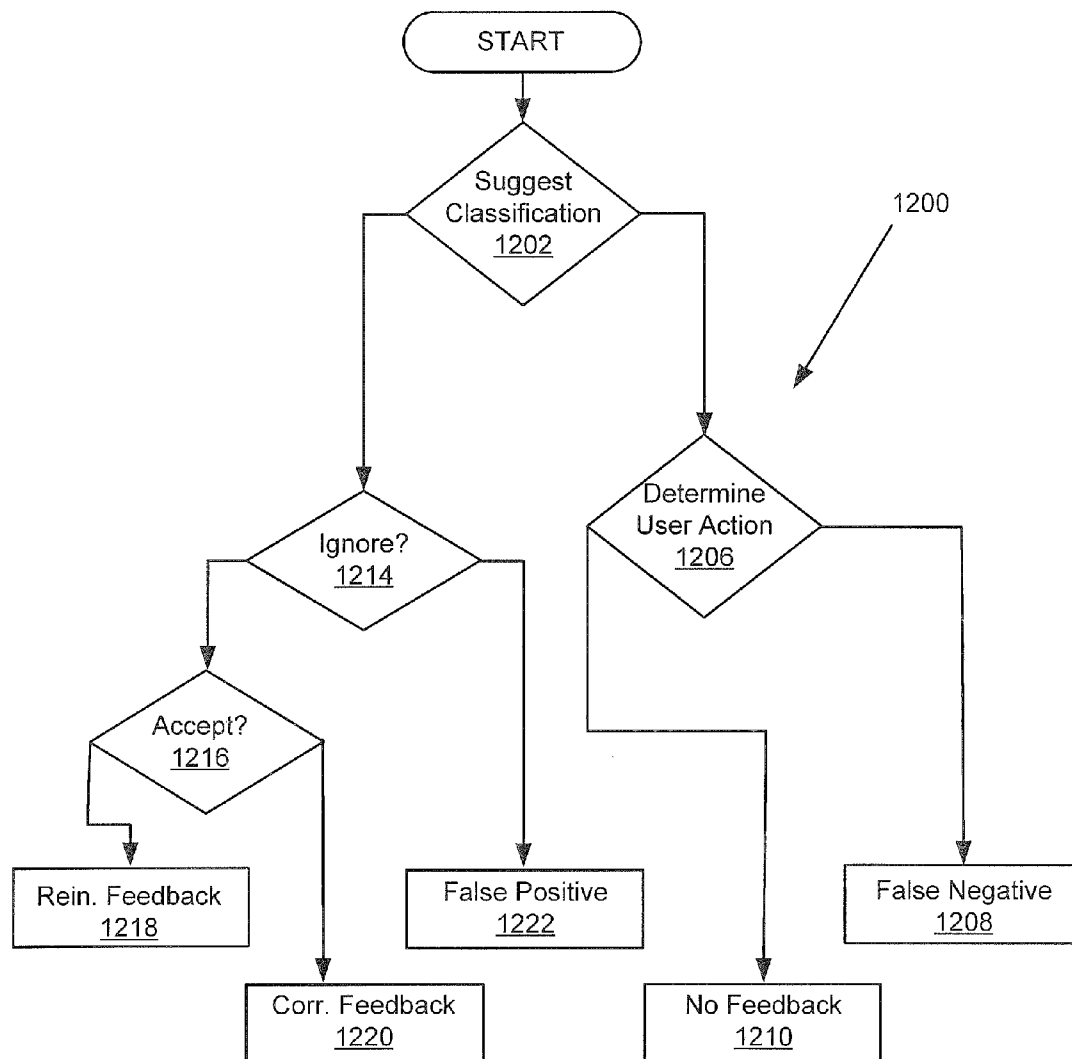 START
Suggest
Classification
1202
1200
Determine
User Action
1206
Ignore?
1214
Accept?
1216
Rein. Feedback
1218
False Positive
1222
False Negative
1208
Corr. Feedback
1220
No Feedback
1210